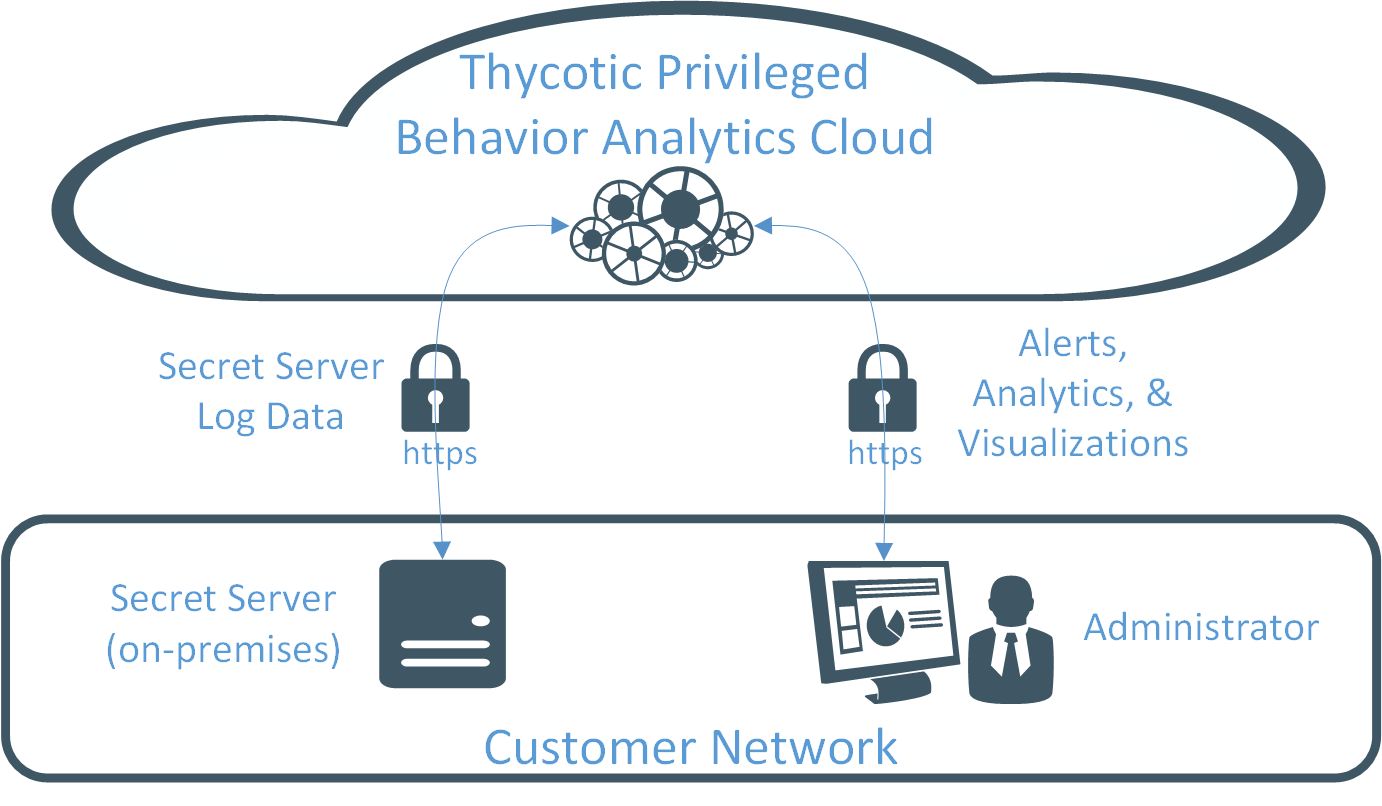 Thycotic Privileged
Behavior Analytics Cloud
Secret Server
Log Data
https
https
Alerts,
Analytics, &
Visualizations
Secret Server
(on-premises)
Administrator
Customer Network